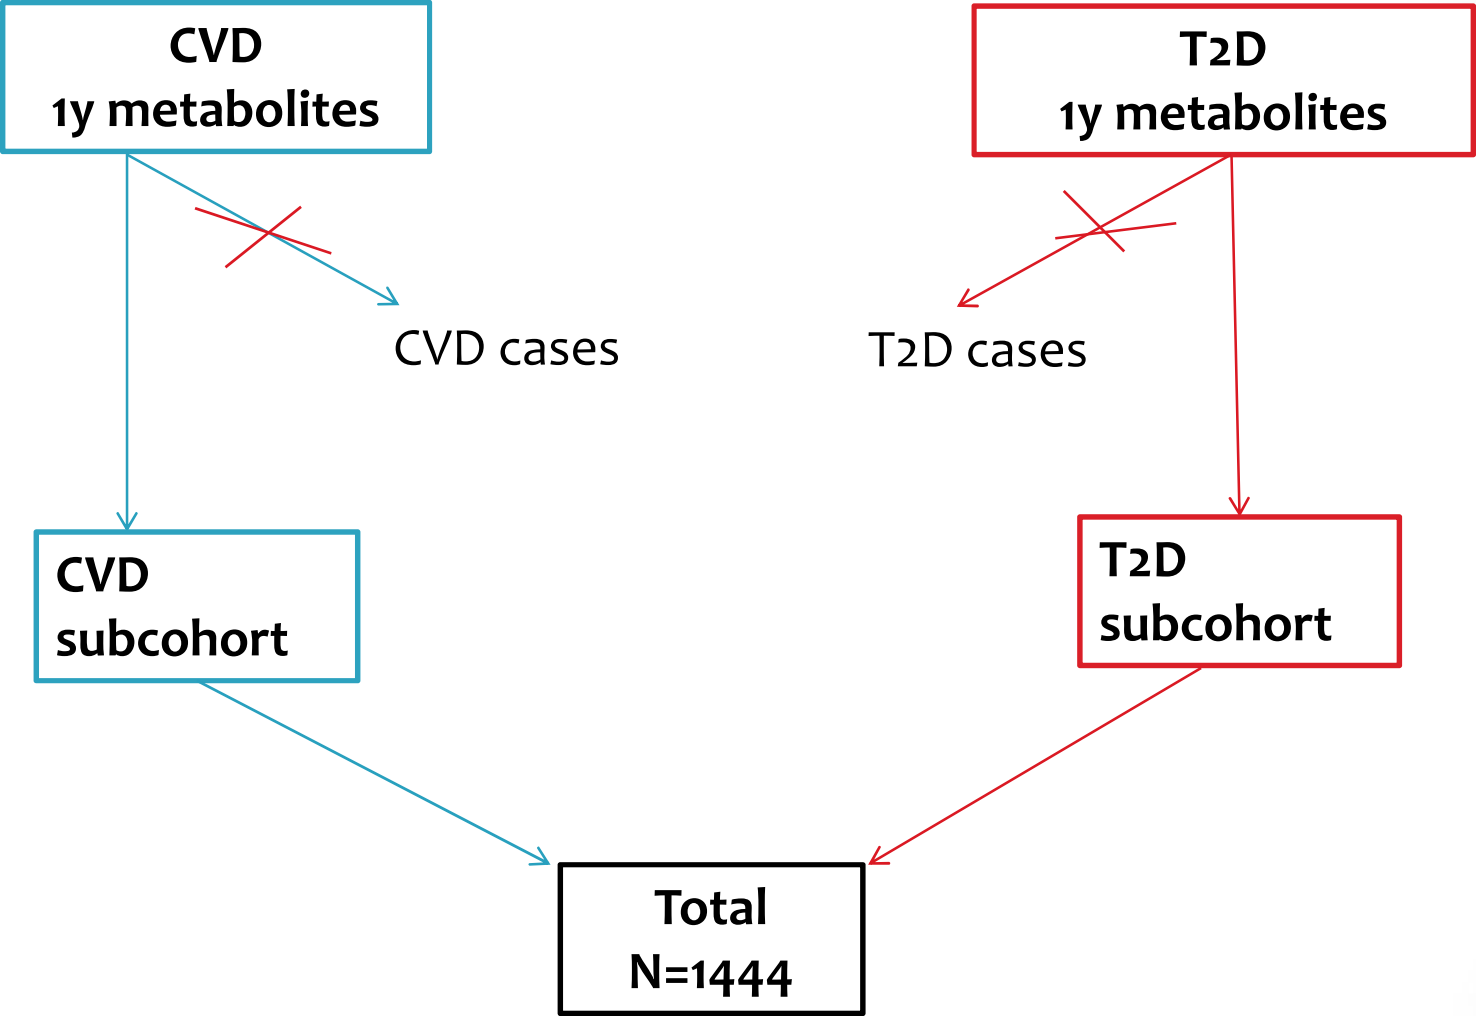 CVD
1y metabolites
T2D
1y metabolites
CVD cases
T2D cases
CVD
subcohort
T2D
subcohort
Total
N=1444